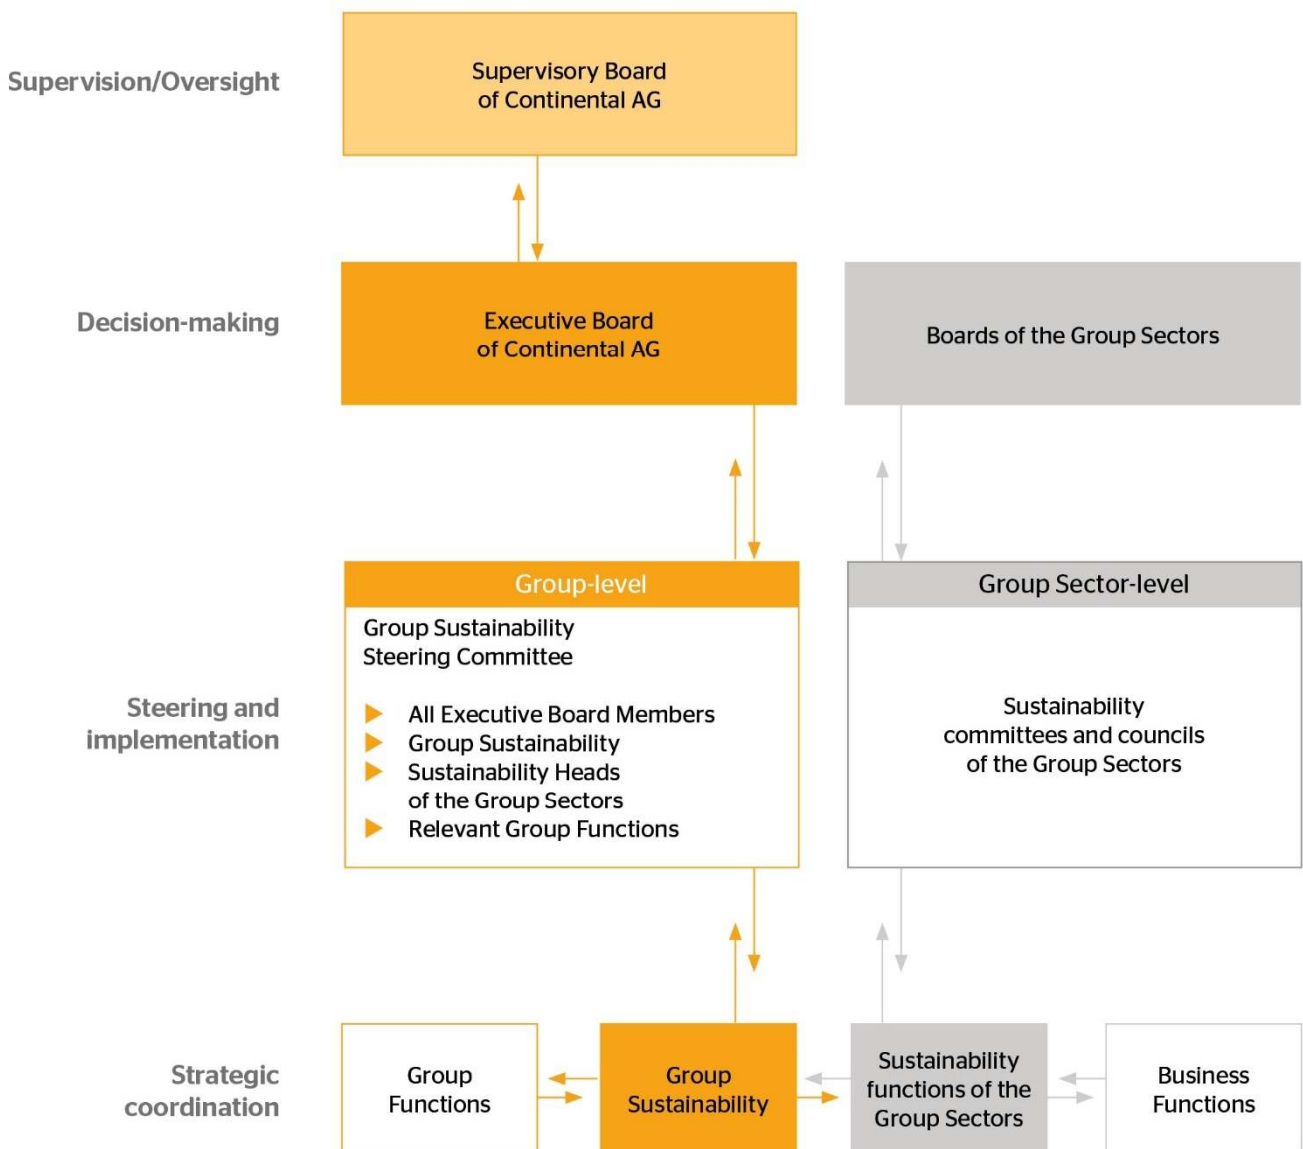 Supervision/Oversight
Supervisory Board
of Continental AG
Decision-making
Executive Board
of Continental AG
Boards of the Group Sectors
Steering and
implementation
Group-level
Group Sustainability
Steering Committee
All Executive Board Members
Group Sustainability
Sustainability Heads
of the Group Sectors
Relevant Group Functions
Group Sector-level
Sustainability
committees and councils
of the Group Sectors
Strategic
coordination
Group
Functions
Group
Sustainability
Sustainability
functions of the
Group Sectors
Business
Functions